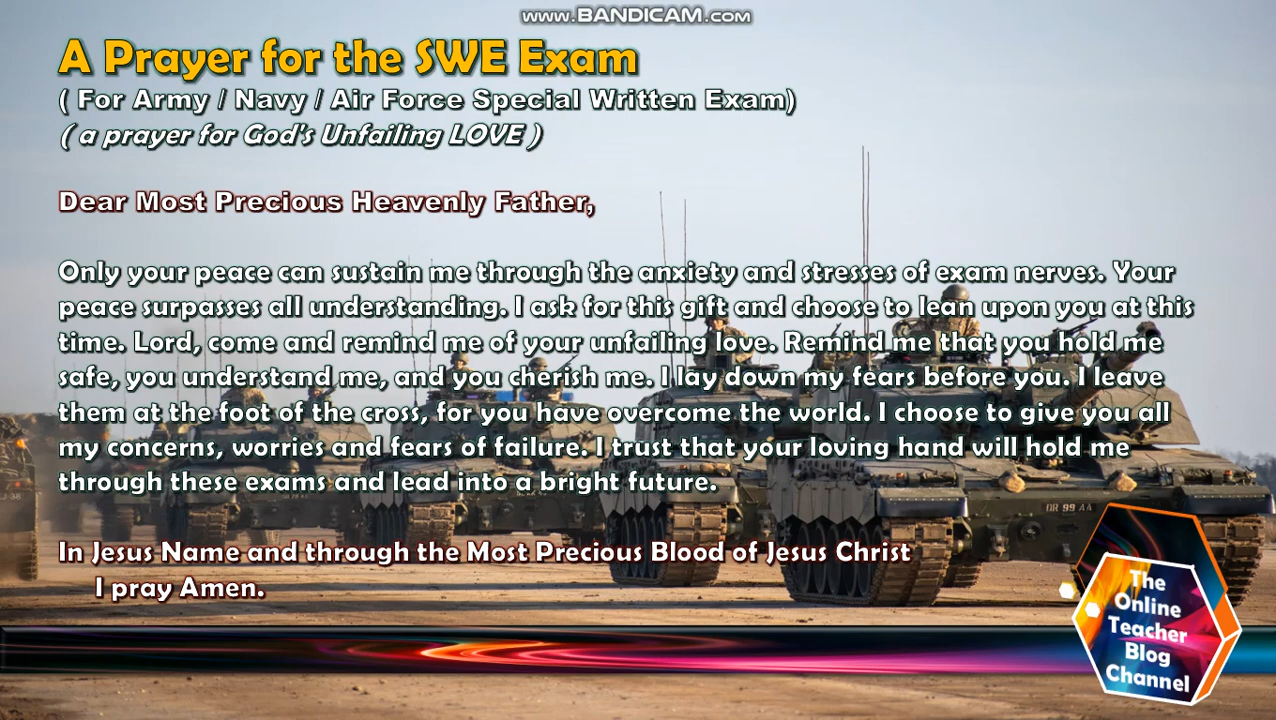 www.BANDICAM.com
A Prayer for the SWE Exam
( For Army / Navy / Air Force Special Written Exam)
( a prayer for God's Unfailing LOVE )
Dear Most Precious Heavenly Father,
Only your peace can sustain me through the anxiety and stresses of exam nerves. Your
peace surpasses all understanding. I ask for this gift and choose to lean upon you at this
time. Lord, come and remind me of your unfailing love. Remind me that you hold me
safe, you understand me, and you cherish me. I lay down my fears before you. I leave
them at the foot of the cross, for you have overcome the world. I choose to give you all
my concerns, worries and fears of failure. I trust that your loving hand will hold me
through these exams and lead into a bright future.
DR 99 AA
In Jesus Name and through the Most Precious Blood of Jesus Christ
I pray Amen.
The
Online
Teacher
Blog
Channel